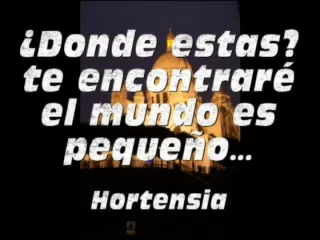 ¿Donde estas?
te encontraré
el mundo es
pequeño...
Hortensia